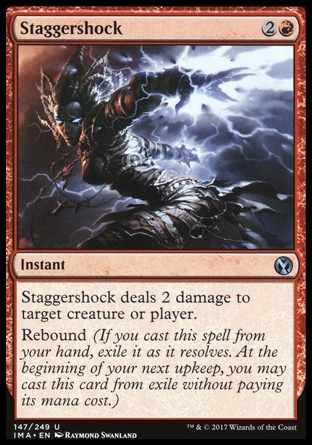 Staggershock 2
Instant
Staggershock deals 2 damage to
target creature or player.
Rebound (If you cast this spell from
your hand, exile it as it resolves. At the
beginning of your next upkeep, you may
cast this card from exile without paying
its mana cost.)
147/249 U
IMA • EN RAYMOND SWANLAND
™ & © 2017 Wizards of the Coast